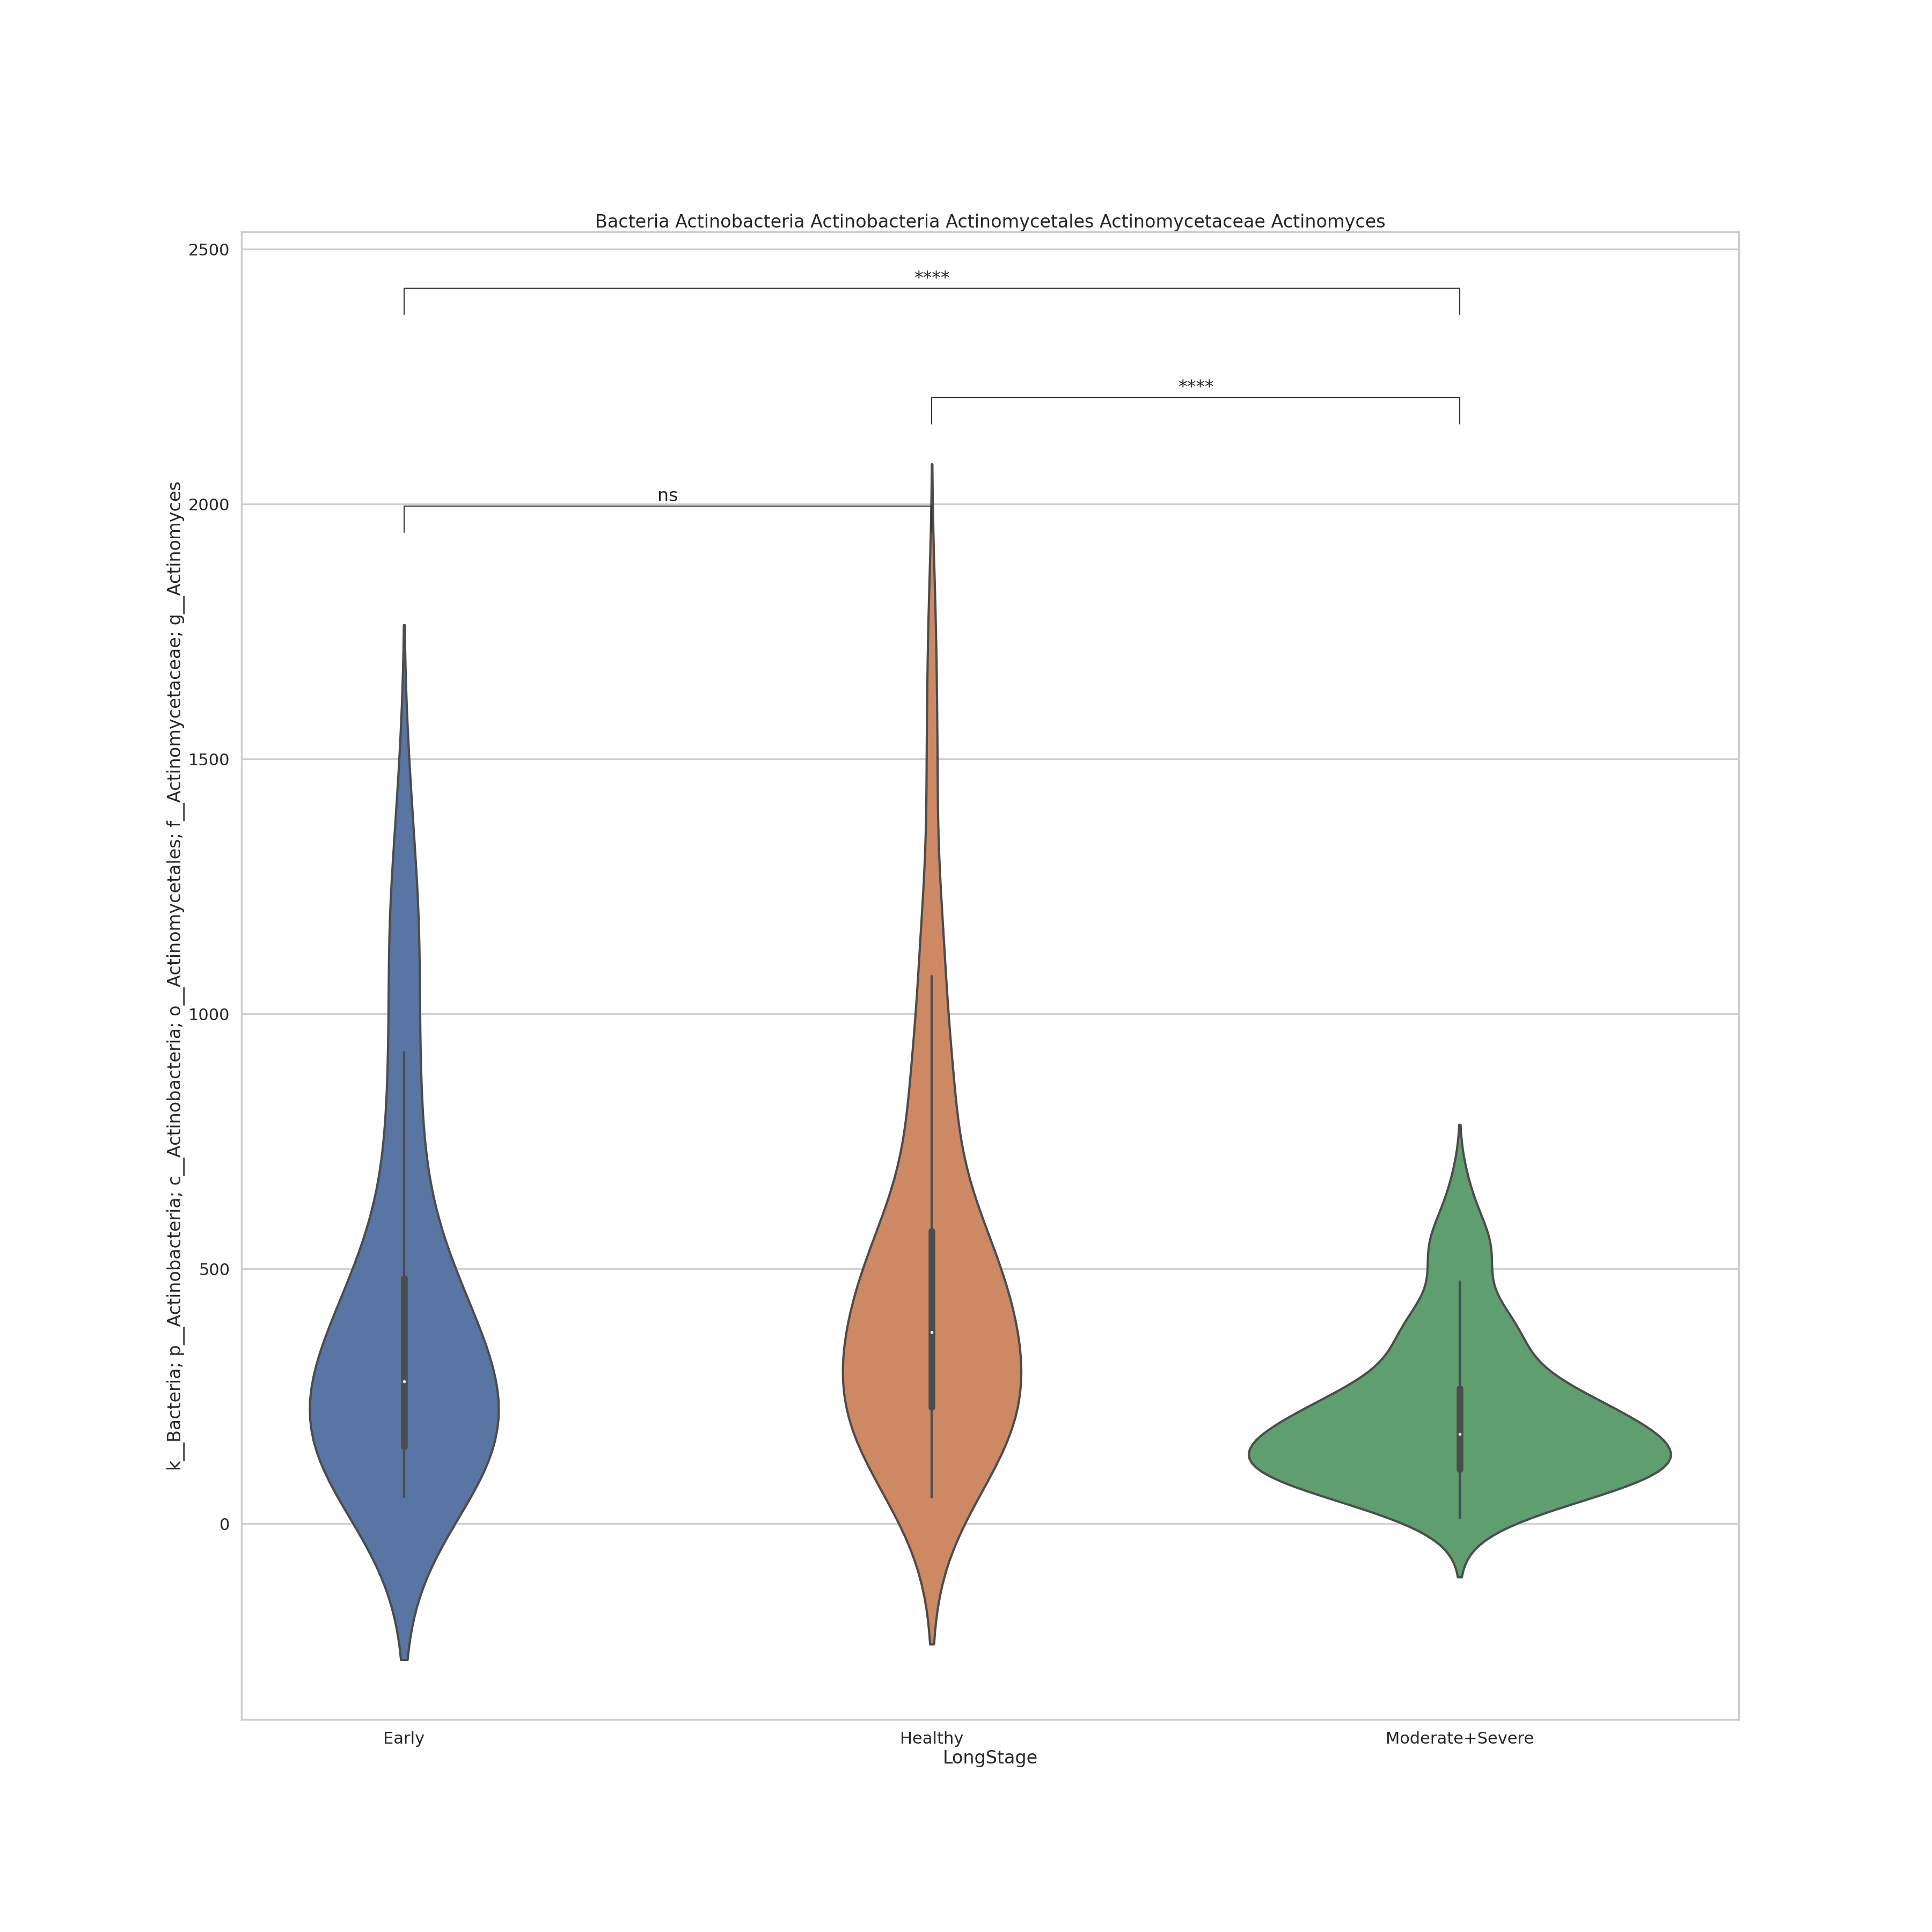 Bacteria Actinobacteria Actinobacteria Actinomycetales Actinomycetaceae Actinomyces
k__Bacteria; p__Actinobacteria; c__Actinobacteria; o__Actinomycetales; f__Actinomycetaceae; g__Actinomyces
2500
2000
1500
1000
500
0
****
****
ns
Early
Healthy
Moderate+Severe
LongStage